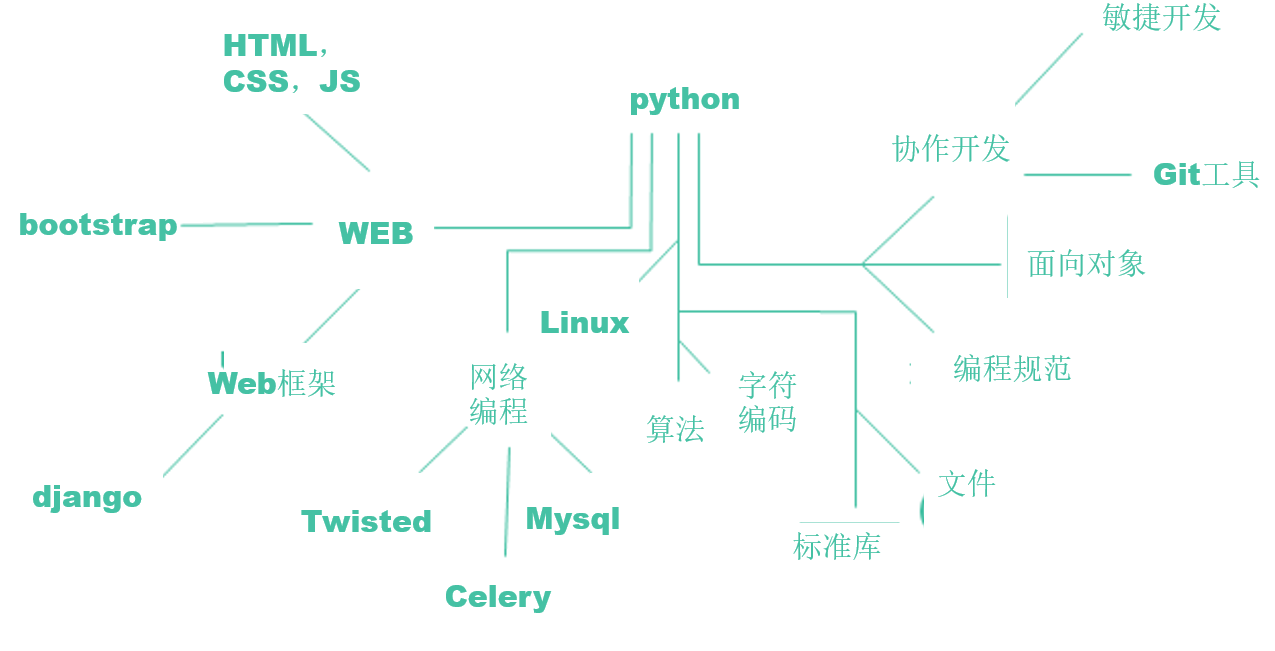 敏捷开发
HTML，
CSS，JS
python
协作开发
Git工具
bootstrap
WEB
面向对象
Linux
编程规范
Web框架
网络
编程
字符
编码
算法
文件
django
Twisted
Mysql
标准库
Celery